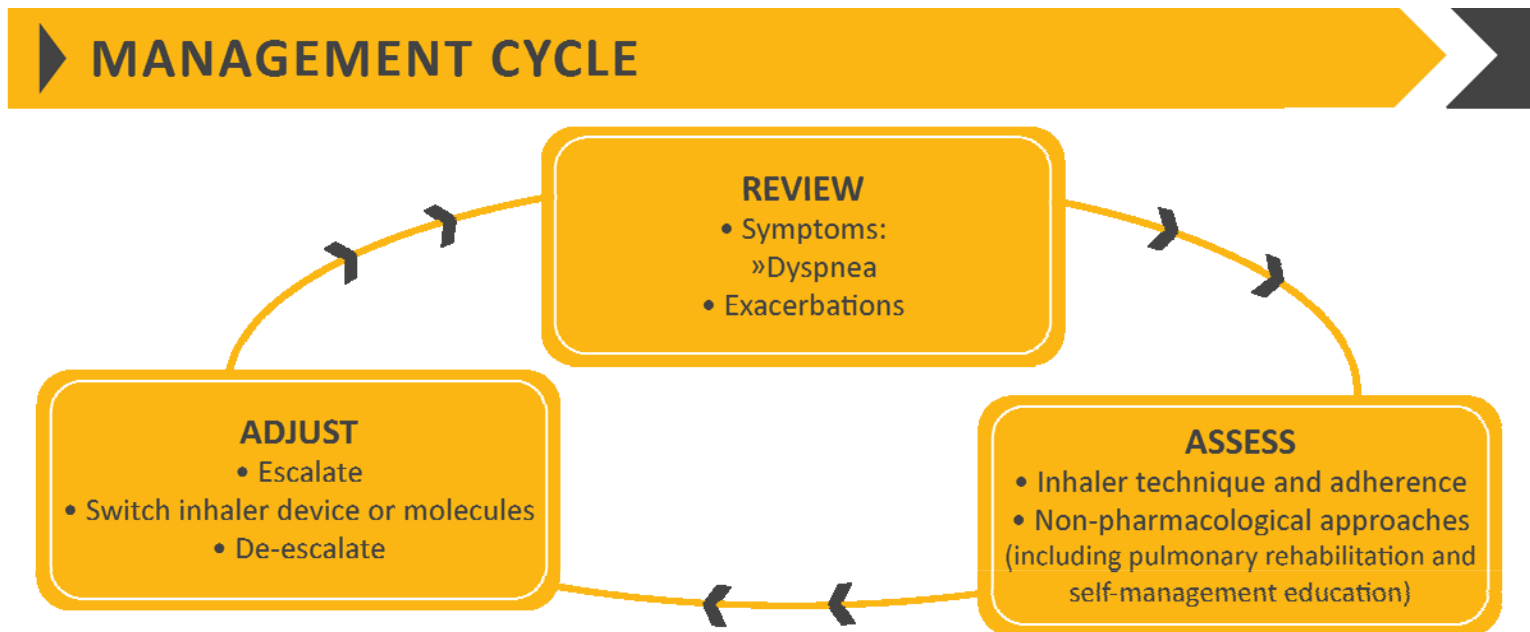 MANAGEMENT CYCLE
REVIEW
• Symptoms:
»Dyspnea
• Exacerbations
ADJUST
• Escalate
• Switch inhaler device or molecules
• De-escalate
ASSESS
• Inhaler technique and adherence
• Non-pharmacological approaches
(including pulmonary rehabilitation and
self-management education)